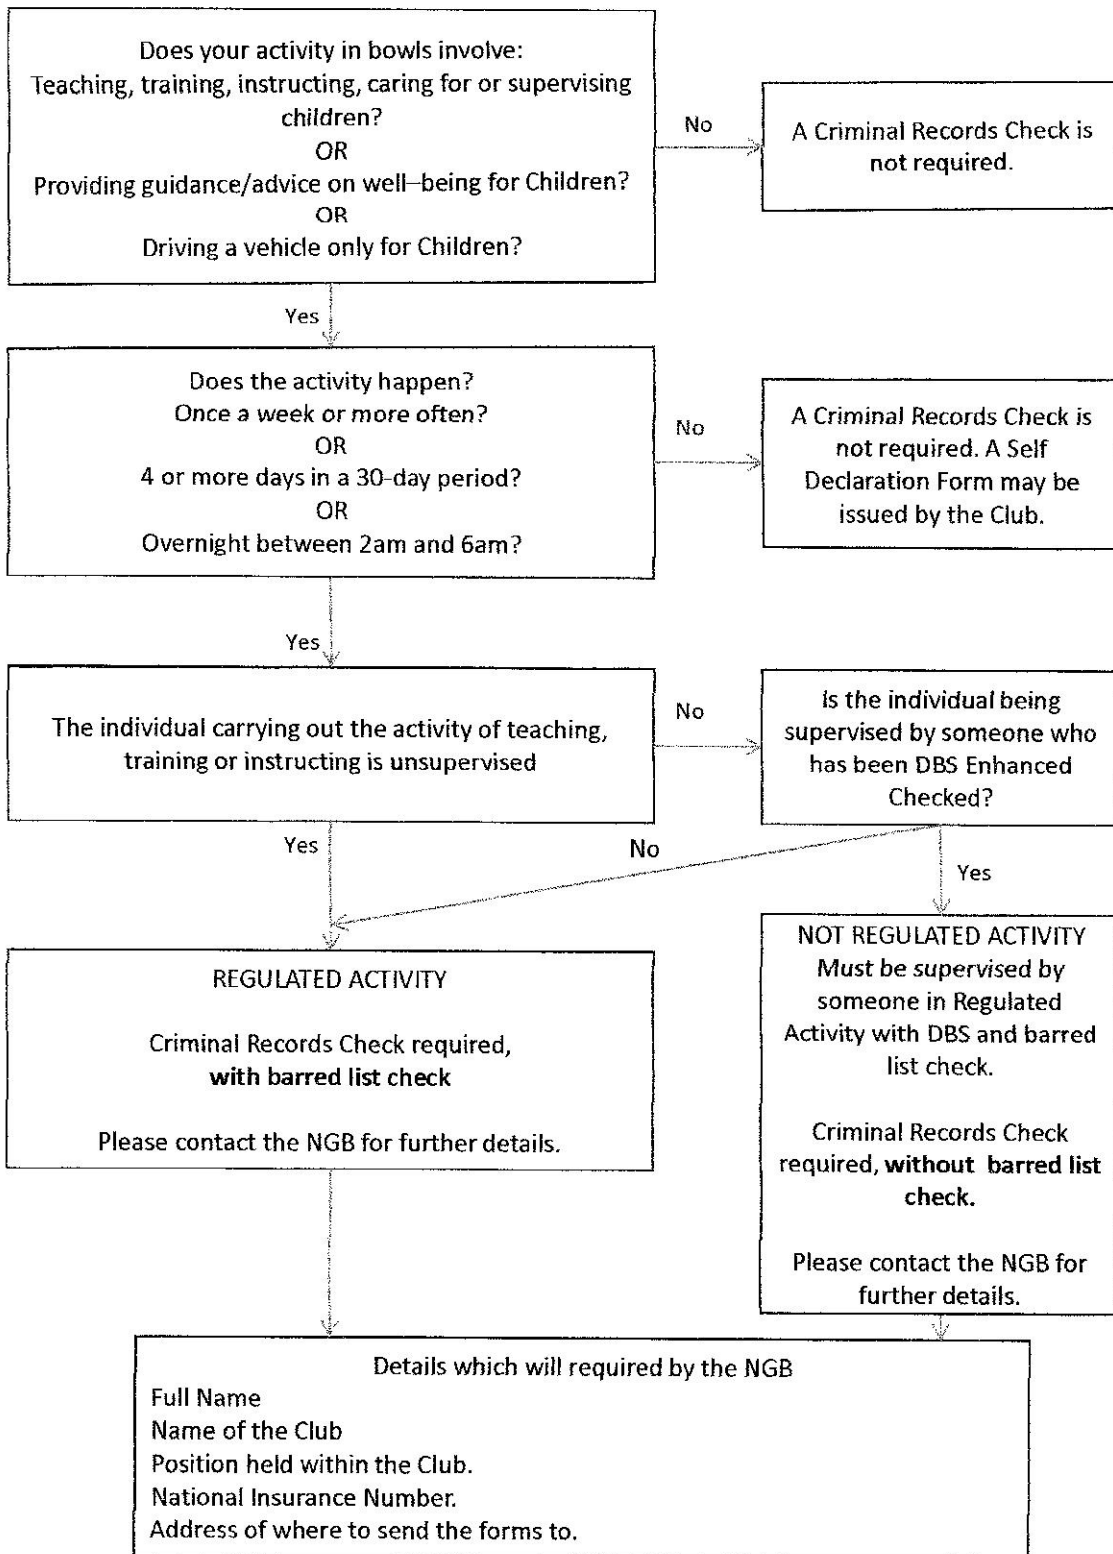 Does your activity in bowls involve:
Teaching, training, instructing, caring for or supervising
children?
OR
Providing guidance/advice on well–being for Children?
OR
Driving a vehicle only for Children?
No
A Criminal Records Check is
not required.
Yes
Does the activity happen?
Once a week or more often?
OR
4 or more days in a 30-day period?
OR
Overnight between 2am and 6am?
No
A Criminal Records Check is
not required. A Self
Declaration Form may be
issued by the Club.
Yes
The individual carrying out the activity of teaching,
training or instructing is unsupervised
No
Is the individual being
supervised by someone who
has been DBS Enhanced
Checked?
Yes
No
Yes
REGULATED ACTIVITY
Criminal Records Check required,
with barred list check
Please contact the NGB for further details.
NOT REGULATED ACTIVITY
Must be supervised by
someone in Regulated
Activity with DBS and barred
list check.
Criminal Records Check
required, without barred list
check.
Please contact the NGB for
further details.
Details which will required by the NGB
Full Name
Name of the Club
Position held within the Club.
National Insurance Number.
Address of where to send the forms to.